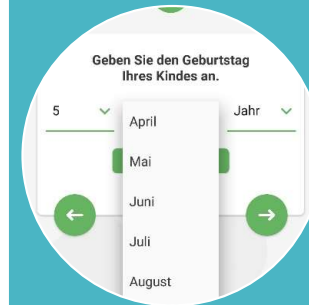 Geben Sie den Geburtstag
Ihres Kindes an.
5
April
Mai
Juni
Juli
August
Jahr